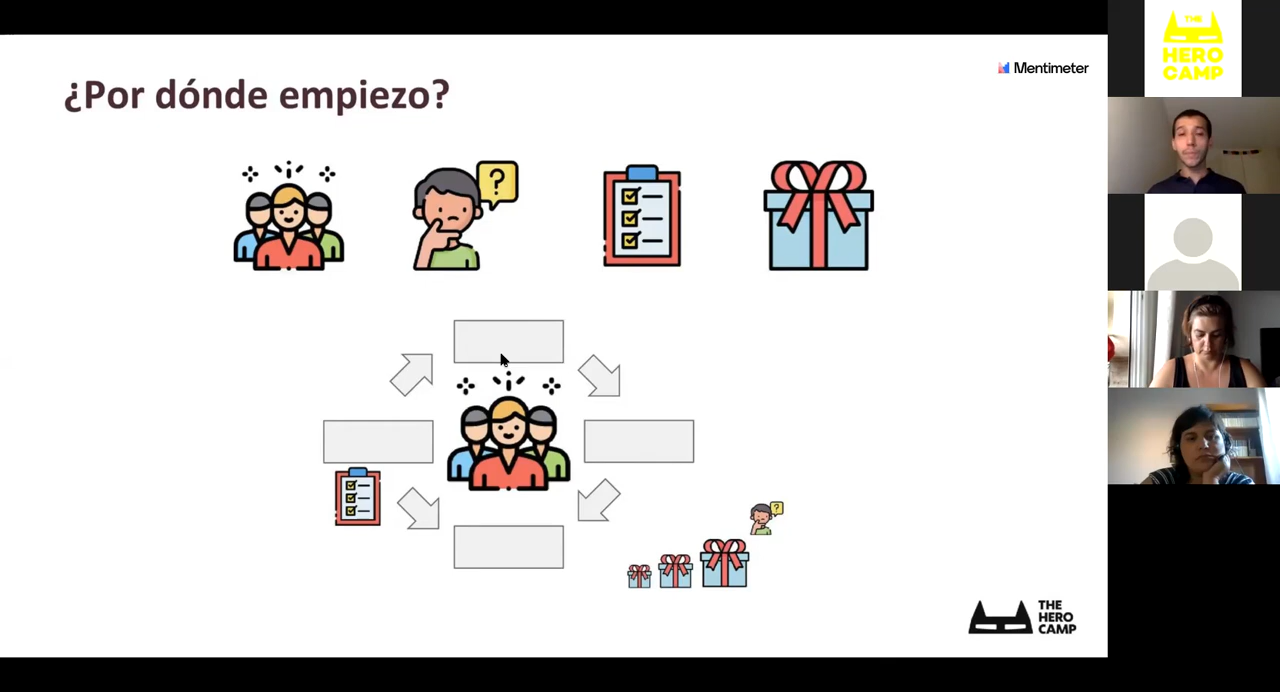 ¿Por dónde empiezo?
Mentimeter
?
?
THE
HERO
CAMP
THE
HERO
CAMP